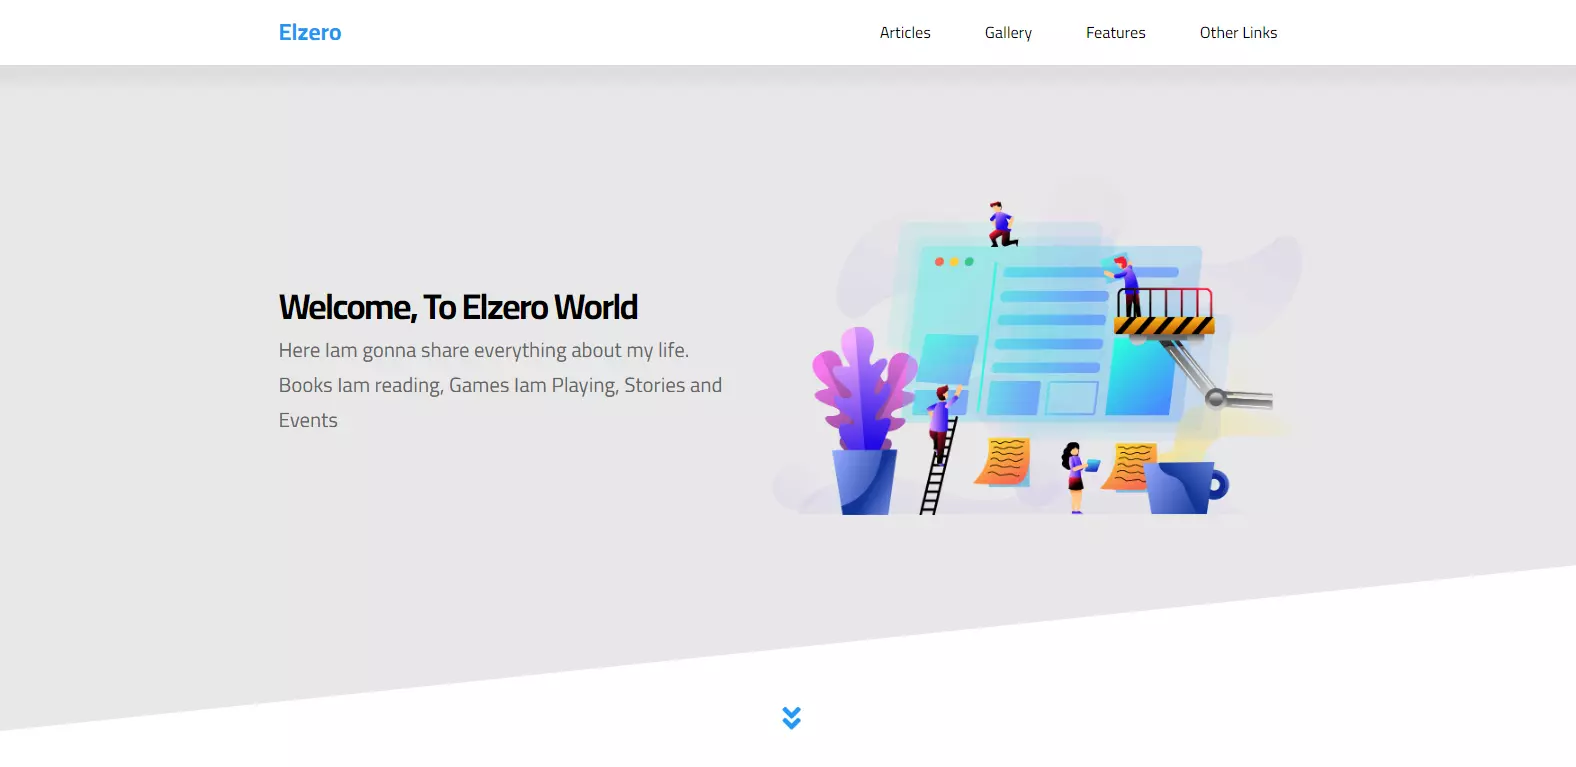 Elzero
Articles
Gallery
Features
Other Links
Welcome, To Elzero World
Here Iam gonna share everything about my life.
Books Iam reading, Games Iam Playing, Stories and
Events